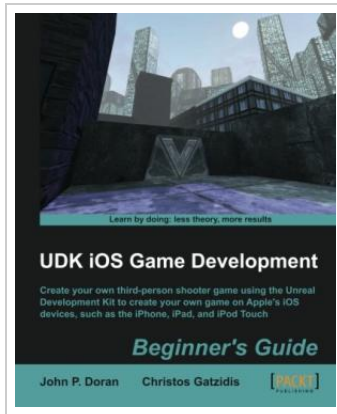 Learn by doing: less theory, more results
UDK iOS Game Development
Create your own third-person shooter game using the Unreal
Development Kit to create your own game on Apple's iOS
devices, such as the iPhone, iPad, and iPod Touch
Beginner's Guide
John P. Doran Christos Gatzidis
[PACKT]
PUBLISHING